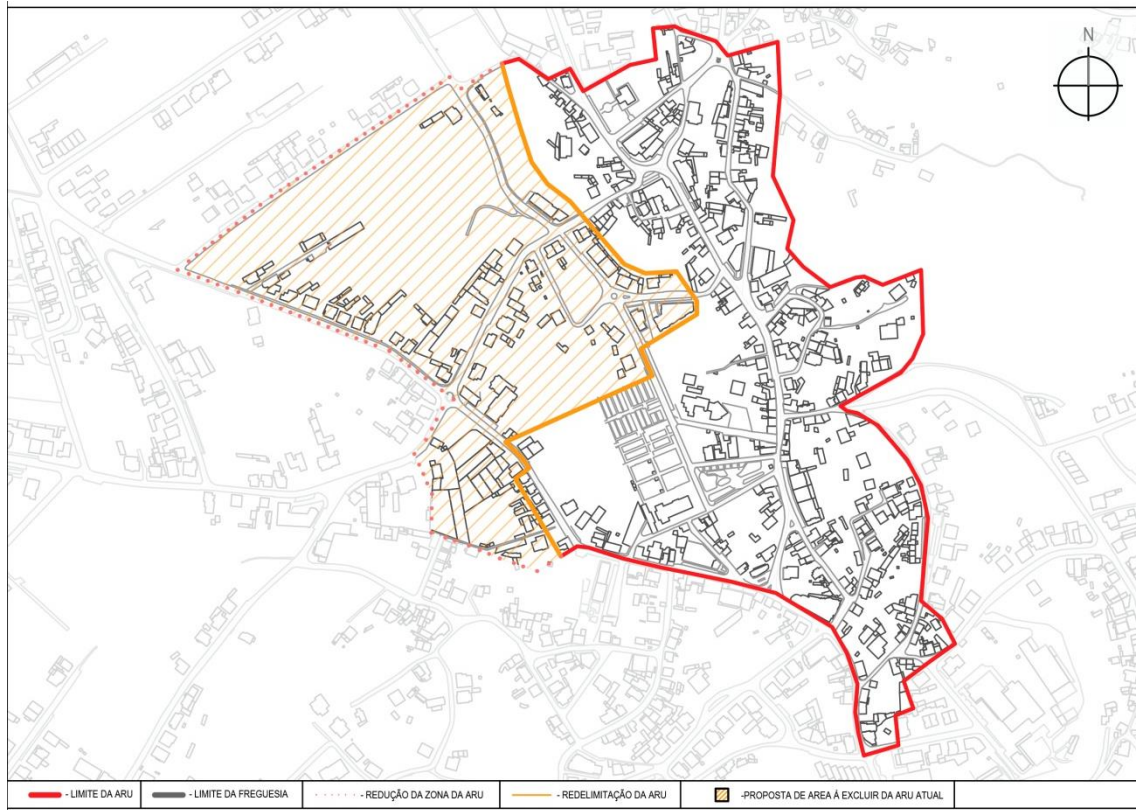 N
- LIMITE DA ARU
- LIMITE DA FREGUESIA
- REDUÇÃO DA ZONA DA ARU
- REDELIMITAÇÃO DA ARU
-PROPOSTA DE AREA À EXCLUIR DA ARU ATUAL